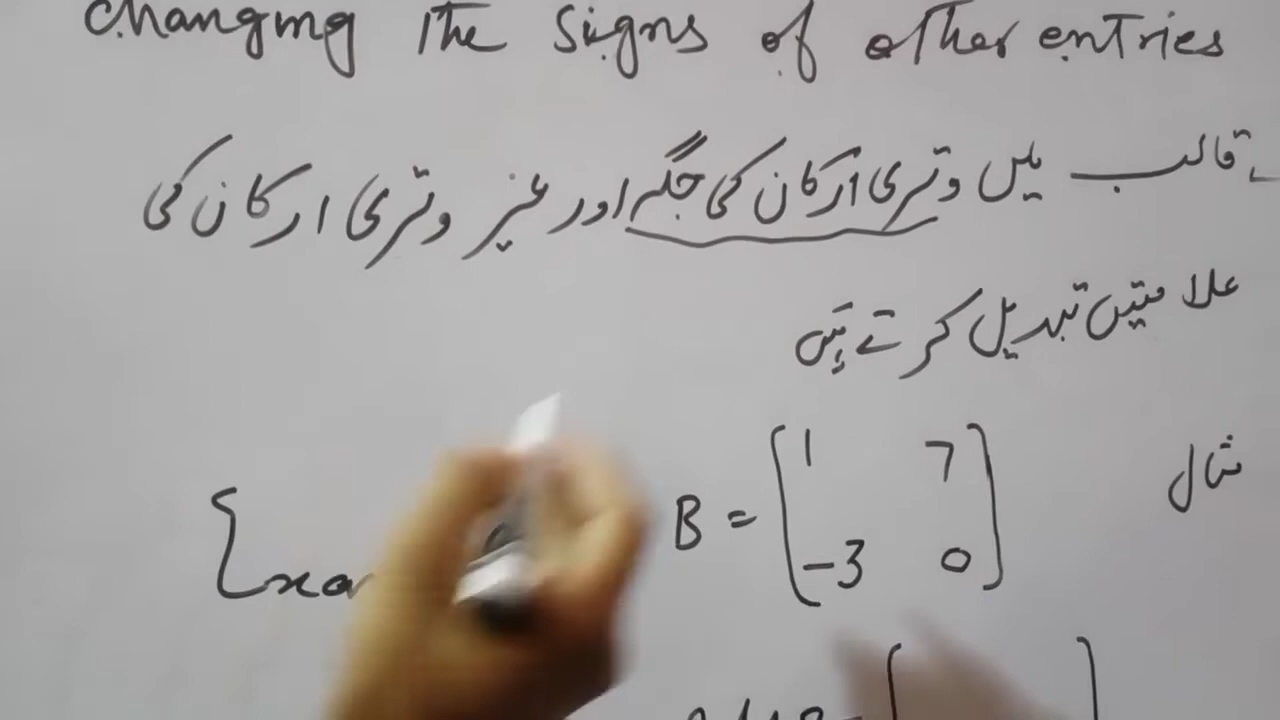 changing the signs of other entries
قالب میں وتری ارکان کی جگہ اور غیر وتری ارکان کی
علامتیں تبدیل کرتے ہیں
مثال
B = [ 1 7
-3 0 ]